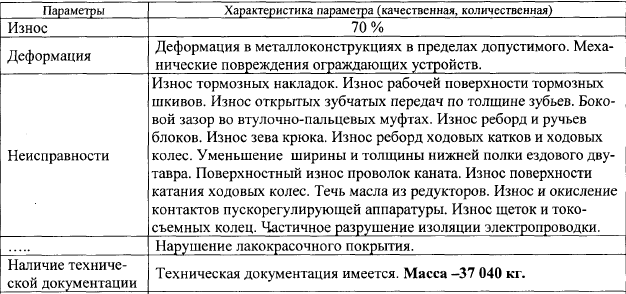 Параметры
Характеристика параметра (качественная, количественная)
Износ
70 %
Деформация
Деформация в металлоконструкциях в пределах допустимого. Меха-
нические повреждения ограждающих устройств.
Неисправности
Износ тормозных накладок. Износ рабочей поверхности тормозных
шкивов. Износ открытых зубчатых передач по толщине зубьев. Боко-
вой зазор во втулочно-пальцевых муфтах. Износ реборд и ручьев
блоков. Износ зева крюка. Износ реборд ходовых катков и ходовых
колес. Уменьшение ширины и толщины нижней полки ездового дву-
тавра. Поверхностный износ проволок каната. Износ поверхности
катания ходовых колес. Течь масла из редукторов. Износ и окисление
контактов пускорегулирующей аппаратуры. Износ щеток и токо-
съемных колец. Частичное разрушение изоляции электропроводки.
.....
Нарушение лакокрасочного покрытия.
Наличие техниче-
ской документации
Техническая документация имеется. Масса –37 040 кг.